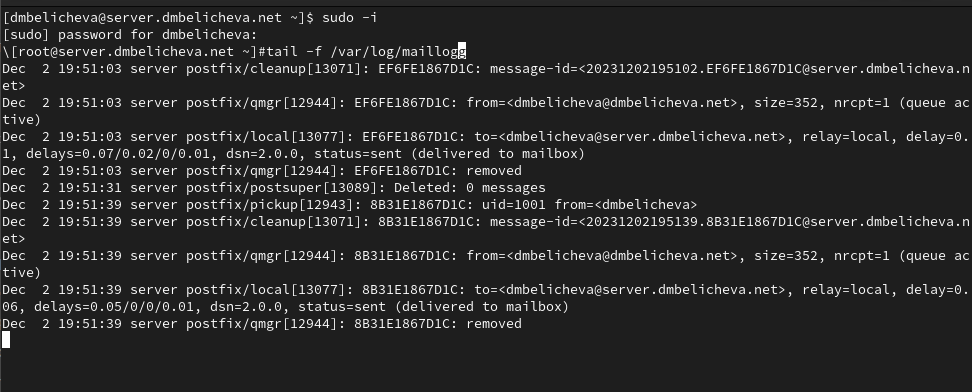 [dmbelicheva@server.dmbelicheva.net ~]$ sudo -i
[sudo] password for dmbelicheva:
\[root@server.dmbelicheva.net ~]#tail -f /var/log/maillogg
Dec  2 19:51:03 server postfix/cleanup[13071]: EF6FE1867D1C: message-id=<20231202195102.EF6FE1867D1C@server.dmbelicheva.n
et>
Dec  2 19:51:03 server postfix/qmgr[12944]: EF6FE1867D1C: from=<dmbelicheva@dmbelicheva.net>, size=352, nrcpt=1 (queue ac
tive)
Dec  2 19:51:03 server postfix/local[13077]: EF6FE1867D1C: to=<dmbelicheva@server.dmbelicheva.net>, relay=local, delay=0.
1, delays=0.07/0.02/0/0.01, dsn=2.0.0, status=sent (delivered to mailbox)
Dec  2 19:51:03 server postfix/qmgr[12944]: EF6FE1867D1C: removed
Dec  2 19:51:31 server postfix/postsuper[13089]: Deleted: 0 messages
Dec  2 19:51:39 server postfix/pickup[12943]: 8B31E1867D1C: uid=1001 from=<dmbelicheva>
Dec  2 19:51:39 server postfix/cleanup[13071]: 8B31E1867D1C: message-id=<20231202195139.8B31E1867D1C@server.dmbelicheva.n
et>
Dec  2 19:51:39 server postfix/qmgr[12944]: 8B31E1867D1C: from=<dmbelicheva@dmbelicheva.net>, size=352, nrcpt=1 (queue ac
tive)
Dec  2 19:51:39 server postfix/local[13077]: 8B31E1867D1C: to=<dmbelicheva@server.dmbelicheva.net>, relay=local, delay=0.
06, delays=0.05/0/0/0.01, dsn=2.0.0, status=sent (delivered to mailbox)
Dec  2 19:51:39 server postfix/qmgr[12944]: 8B31E1867D1C: removed